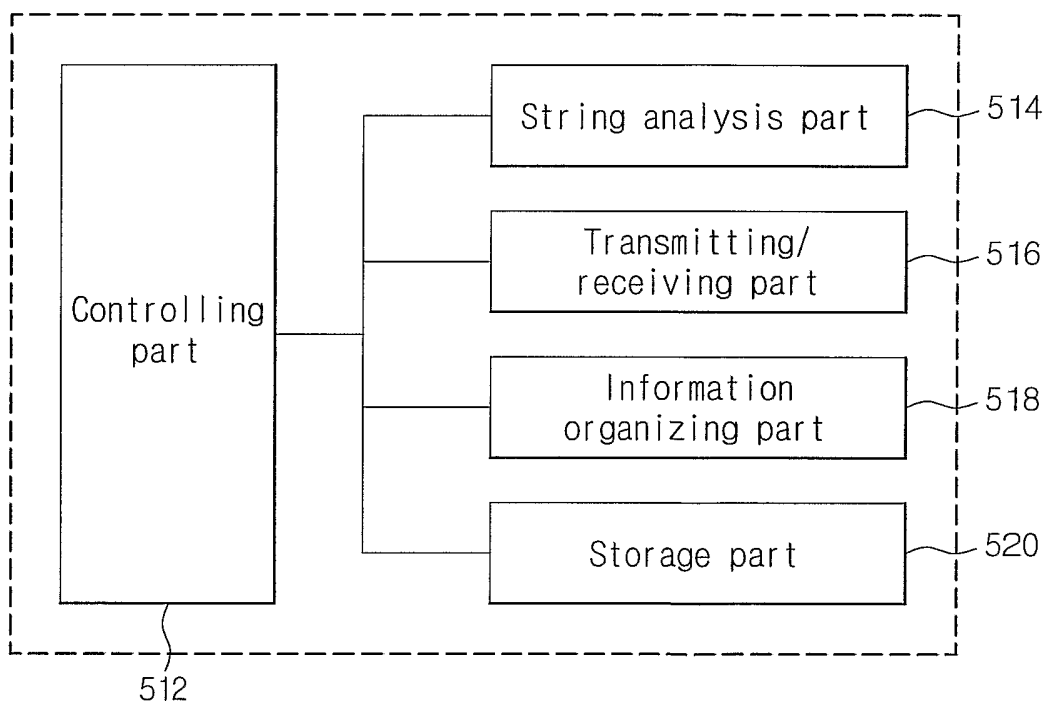 String analysis part
514
Transmitting/
receiving part
516
Controlling
part
Information
organizing part
518
Storage part
520
512